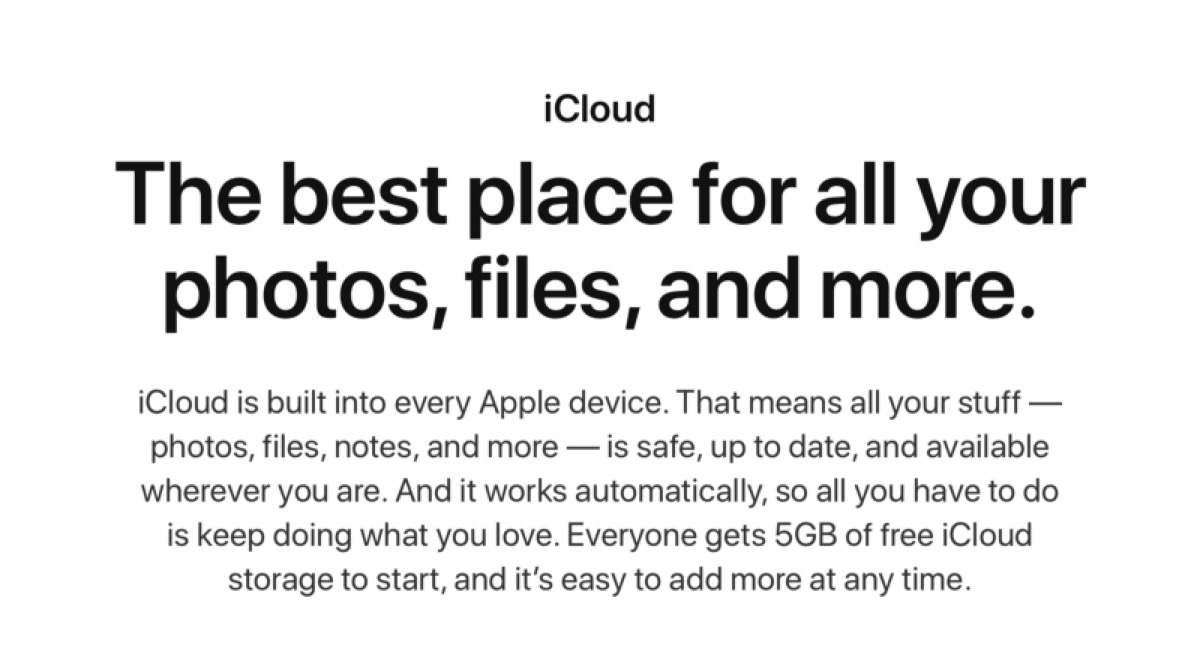 iCloud
The best place for all your
photos, files, and more.
iCloud is built into every Apple device. That means all your stuff —
photos, files, notes, and more — is safe, up to date, and available
wherever you are. And it works automatically, so all you have to do
is keep doing what you love. Everyone gets 5GB of free iCloud
storage to start, and it’s easy to add more at any time.